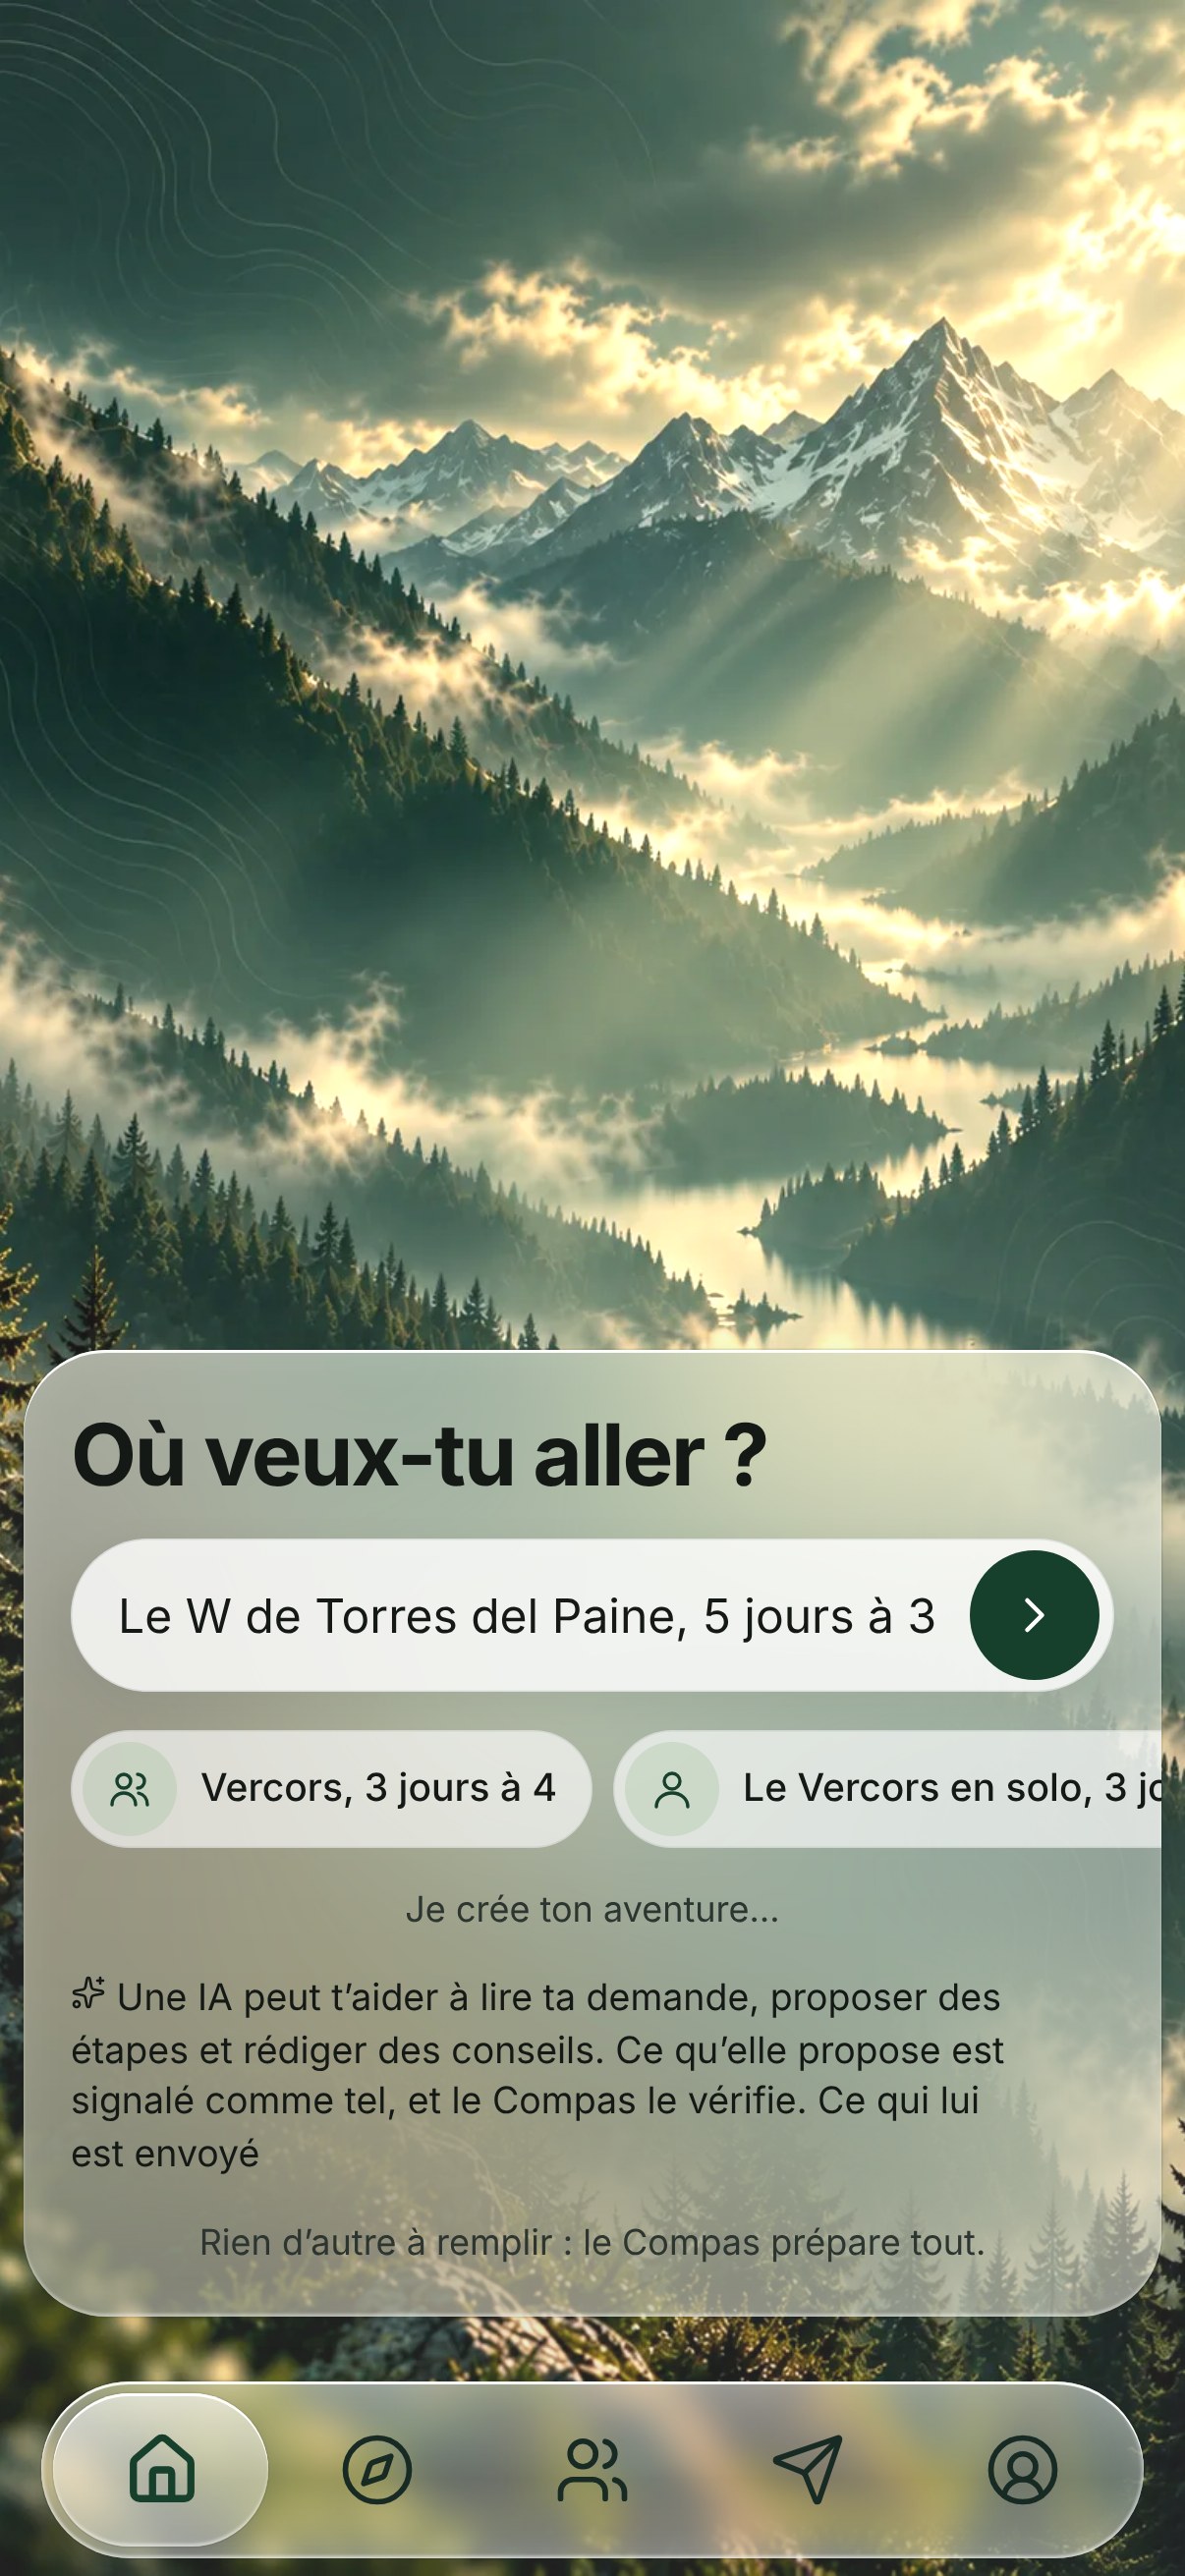 Où veux-tu aller ?
Le W de Torres del Paine, 5 jours à 3
Vercors, 3 jours à 4
Le Vercors en solo, 3 jo
Je crée ton aventure...
Une IA peut t’aider à lire ta demande, proposer des
étapes et rédiger des conseils. Ce qu’elle propose est
signalé comme tel, et le Compas le vérifie. Ce qui lui
est envoyé
Rien d’autre à remplir : le Compas prépare tout.